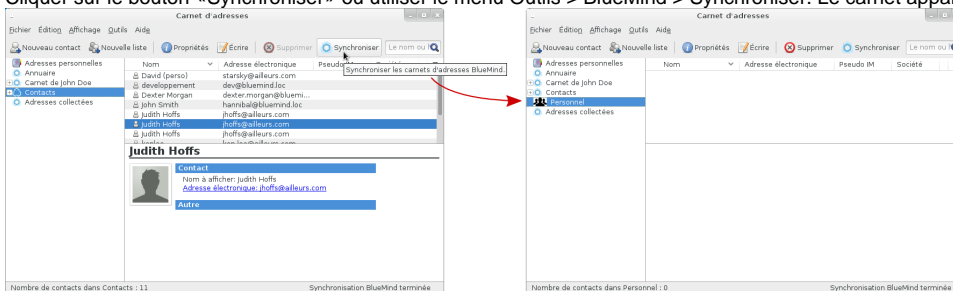 Cliquer sur le bouton «Synchroniser» ou utiliser le menu Outils > BlueMind > Synchroniser. Le carnet appar
Carnet d'adresses
Fichier Édition Affichage Outils Aide
Nouveau contact Nouvelle liste Propriétés Écrire Supprimer Synchroniser Le nom ou l
Adresses personnelles
Annuaire
Carnet de John Doe
Contacts
Adresses collectées
Nom Adresse électronique Pseudo
Synchroniser les carnets d'adresses BlueMind.
David (perso) starsky@ailleurs.com
developpement dev@bluemind.loc
Dexter Morgan dexter.morgan@bluemi...
John Smith hannibal@bluemind.loc
Judith Hoffs jhoffs@ailleurs.com
Judith Hoffs jhoffs@ailleurs.com
Judith Hoffs jhoffs@ailleurs.com
Judith Hoffs
Contact
Nom à afficher: Judith Hoffs
Adresse électronique: jhoffs@ailleurs.com
Autre
Nombre de contacts dans Contacts : 11 Synchronisation BlueMind terminée
Carnet d'adresses
Fichier Édition Affichage Outils Aide
Nouveau contact Nouvelle liste Propriétés Écrire Supprimer Synchroniser Le nom ou l
Adresses personnelles
Annuaire
Carnet de John Doe
Contacts
Personnel
Adresses collectées
Nom Adresse électronique Pseudo IM Société
Nombre de contacts dans Personnel : 0 Synchronisation BlueMind terminée